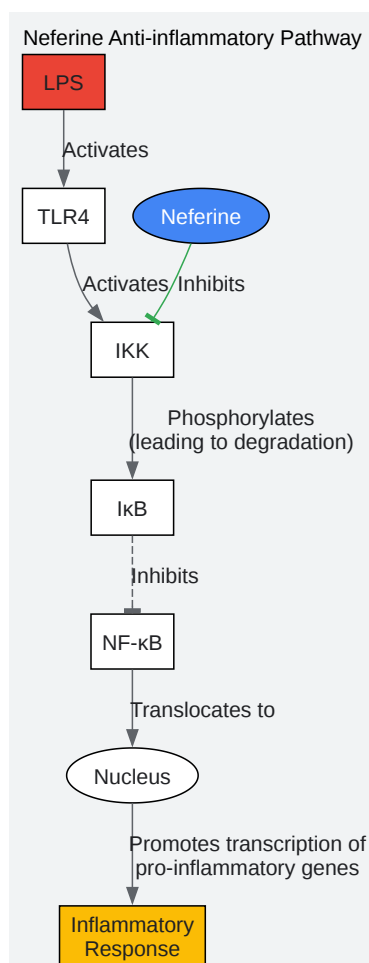 Neferine Anti-inflammatory Pathway
LPS
Activates
TLR4
Neferine
Activates
Inhibits
IKK
Phosphorylates
(leading to degradation)
IκB
Inhibits
NF-κB
Translocates to
Nucleus
Promotes transcription of
pro-inflammatory genes
Inflammatory
Response